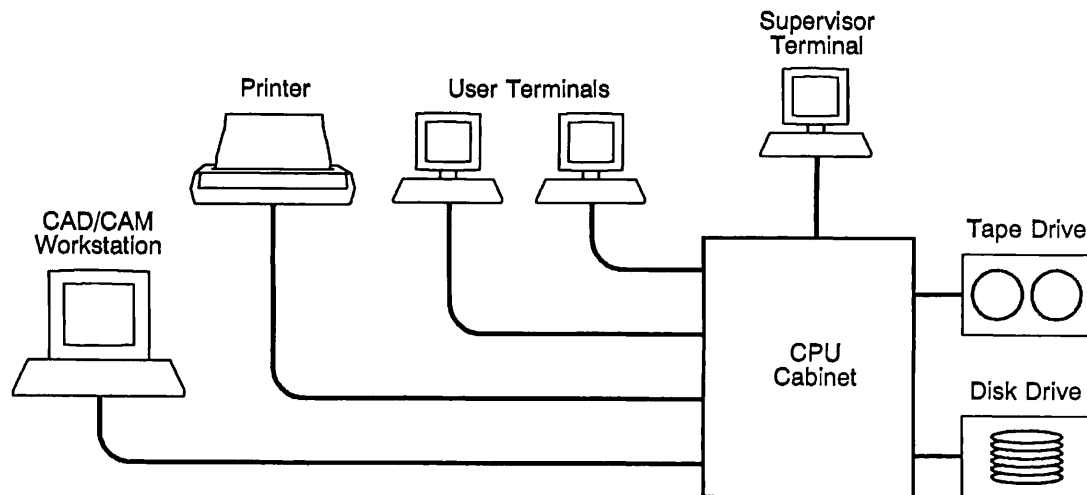 Supervisor
Terminal
Printer
User Terminals
CAD/CAM
Workstation
Tape Drive
CPU
Cabinet
Disk Drive